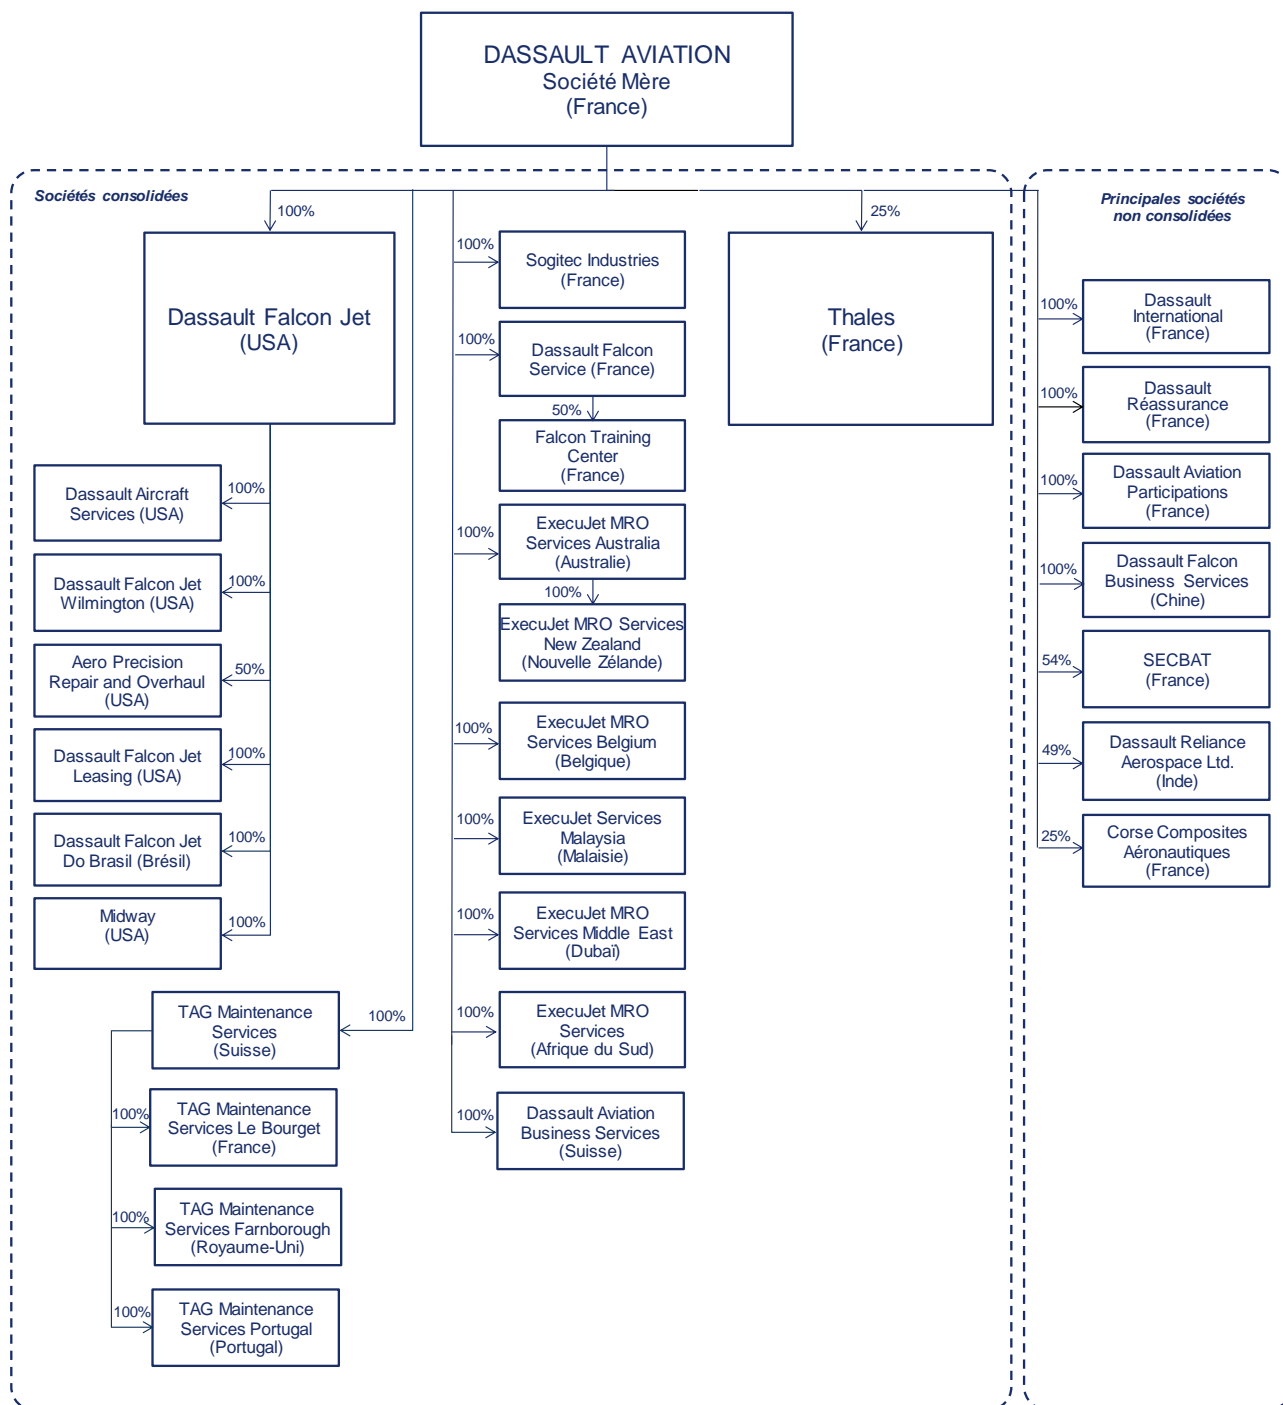 DASSAULT AVIATION
Société Mère
(France)
Sociétés consolidées
Principales sociétés
non consolidées
100%
Dassault Falcon Jet
(USA)
100%
Dassault Aircraft
Services (USA)
100%
Dassault Falcon Jet
Wilmington (USA)
50%
Aero Precision
Repair and Overhaul
(USA)
100%
Dassault Falcon Jet
Leasing (USA)
100%
Dassault Falcon Jet
Do Brasil (Brésil)
100%
Midway
(USA)
100%
TAG Maintenance
Services
(Suisse)
100%
TAG Maintenance
Services Le Bourget
(France)
100%
TAG Maintenance
Services Farnborough
(Royaume-Uni)
100%
TAG Maintenance
Services Portugal
(Portugal)
100%
Sogitec Industries
(France)
100%
Dassault Falcon
Service (France)
50%
Falcon Training
Center
(France)
100%
ExecuJet MRO
Services Australia
(Australie)
100%
ExecuJet MRO Services
New Zealand
(Nouvelle Zélande)
100%
ExecuJet MRO
Services Belgium
(Belgique)
100%
ExecuJet Services
Malaysia
(Malaisie)
100%
ExecuJet MRO
Services Middle East
(Dubaï)
100%
ExecuJet MRO
Services
(Afrique du Sud)
100%
Dassault Aviation
Business Services
(Suisse)
25%
Thales
(France)
100%
Dassault
International
(France)
100%
Dassault
Réassurance
(France)
100%
Dassault Aviation
Participations
(France)
100%
Dassault Falcon
Business Services
(Chine)
54%
SECBAT
(France)
49%
Dassault Reliance
Aerospace Ltd.
(Inde)
25%
Corse Composites
Aéronautiques
(France)